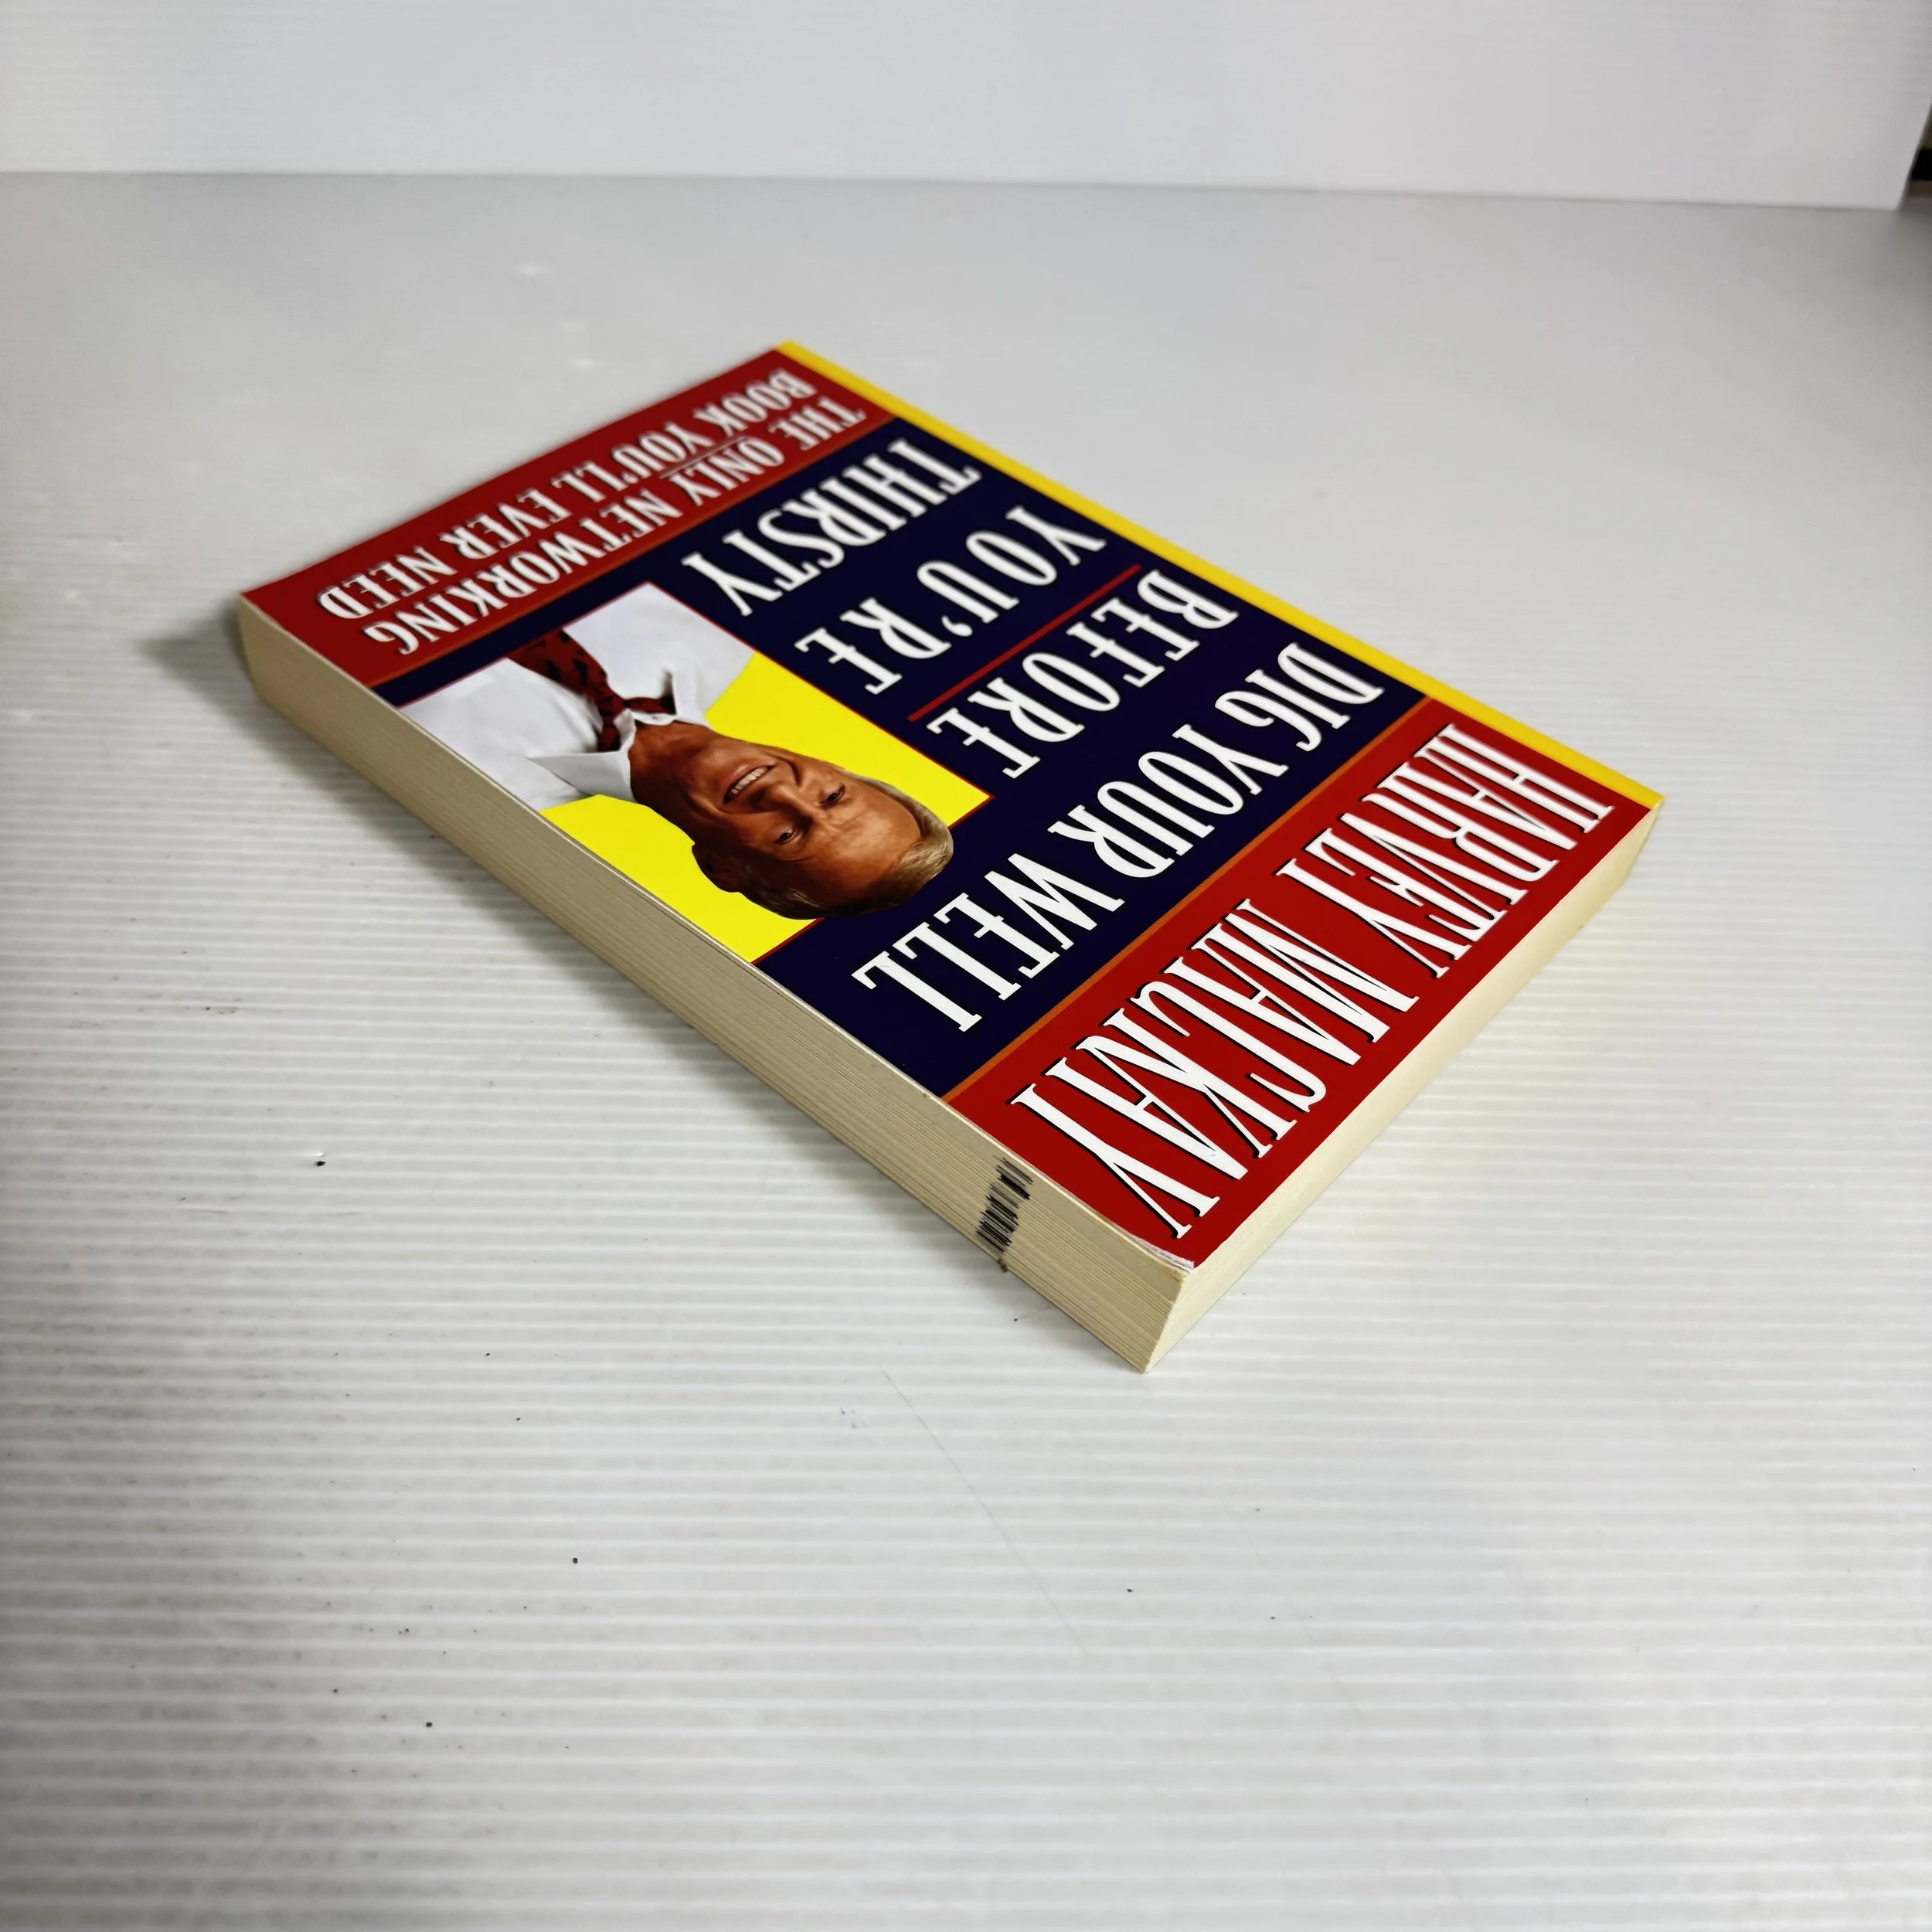 HARVEY MACKAY
DIG YOUR WELL
BEFORE
YOU'RE
THIRSTY
THE ONLY NETWORKING
BOOK YOU'LL EVER NEED